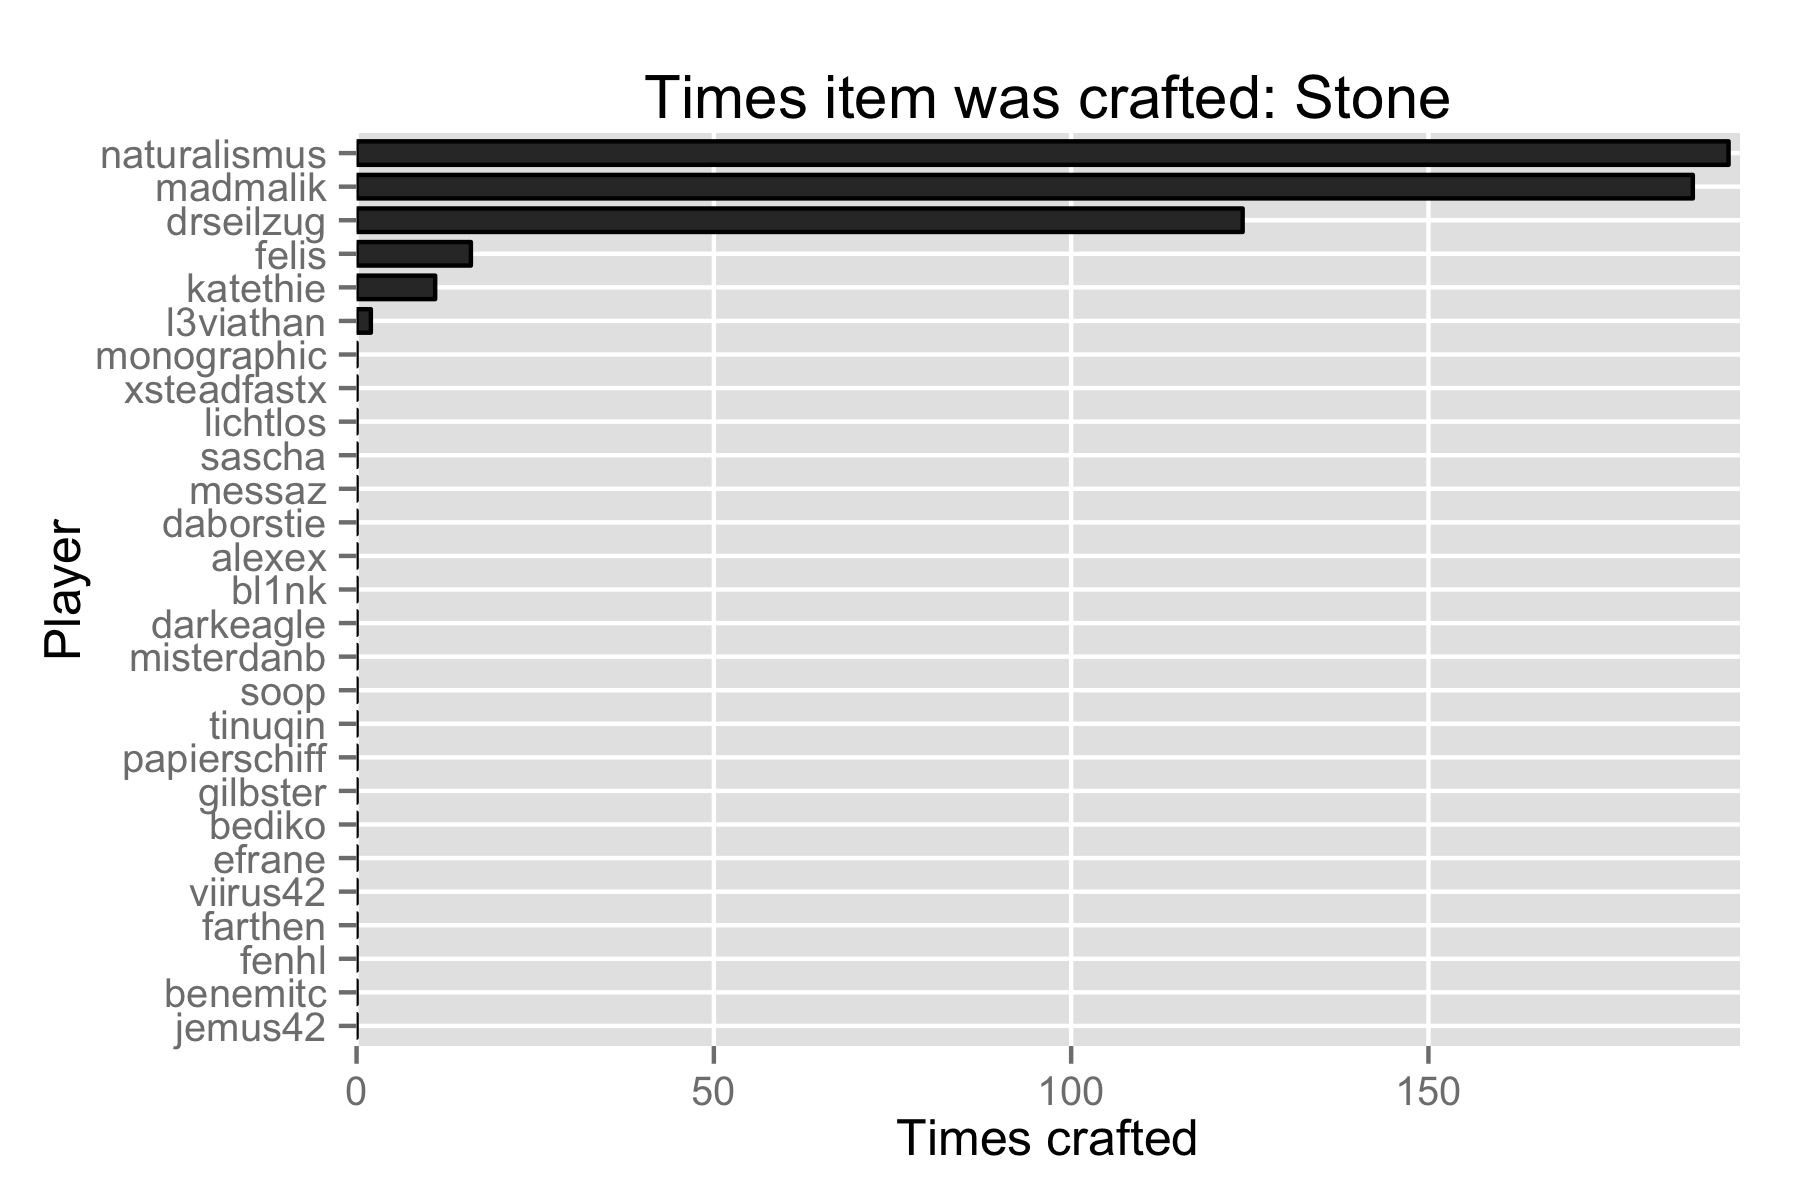 Times item was crafted: Stone
naturalismus
madmalik
drseilzug
felis
katethie
l3viathan
monographic
xsteadfastx
lichtlos
sascha
messaz
daborstie
alexex
bl1nk
darkeagle
misterdanb
soop
tinuqin
papierschiff
gilbster
bediko
efrane
viirus42
farthen
fenhl
benemitc
jemus42
Player
0 50 100 150
Times crafted